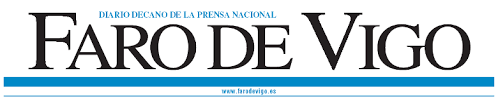 DIARIO DECANO DE LA PRENSA NACIONAL
FARO DE VIGO
www.farodevigo.es